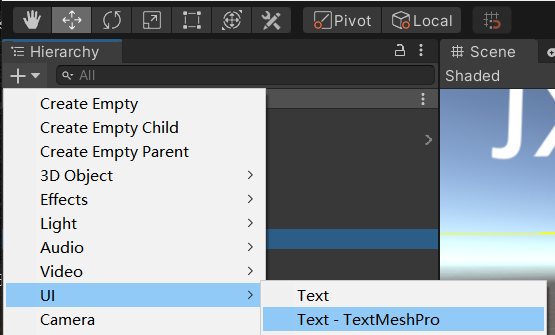 Pivot Local
Hierarchy
Scene
All
Shaded
Create Empty
Create Empty Child
Create Empty Parent
3D Object
Effects
Light
Audio
Video
UI
Camera
Text
Text - TextMeshPro